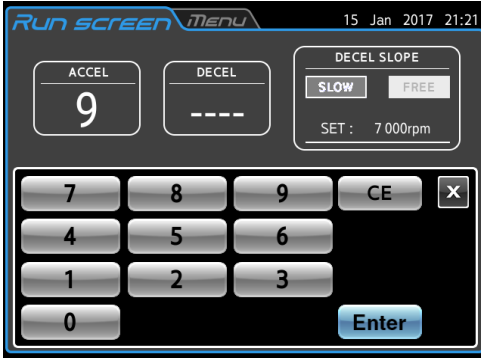 Run screen Menu 15 Jan 2017 21:21
ACCEL DECEL DECEL SLOPE
SLOW FREE
9 ----
SET : 7 000rpm
7 8 9 CE X
4 5 6
1 2 3
0 Enter